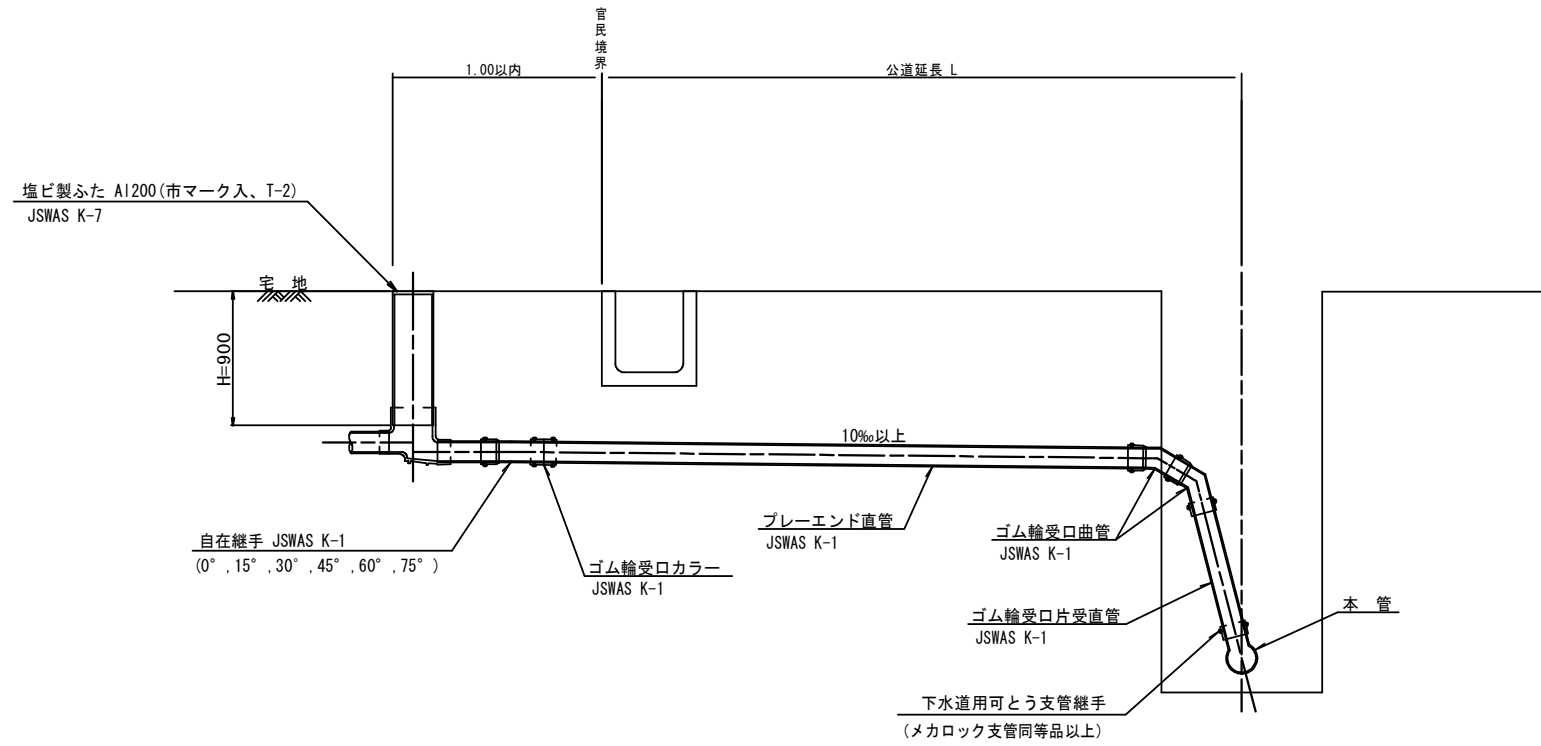 官民境界
1.00以内
公道延長 L
塩ビ製ふた AI200(市マーク入、T-2)
JSWAS K-7
宅 地
H=900
10‰以上
自在継手 JSWAS K-1
(0°,15°,30°,45°,60°,75°)
ゴム輪受口カラー
JSWAS K-1
プレーエンド直管
JSWAS K-1
ゴム輪受口曲管
JSWAS K-1
ゴム輪受口片受直管
JSWAS K-1
本 管
下水道用可とう支管継手
(メカロック支管同等品以上)